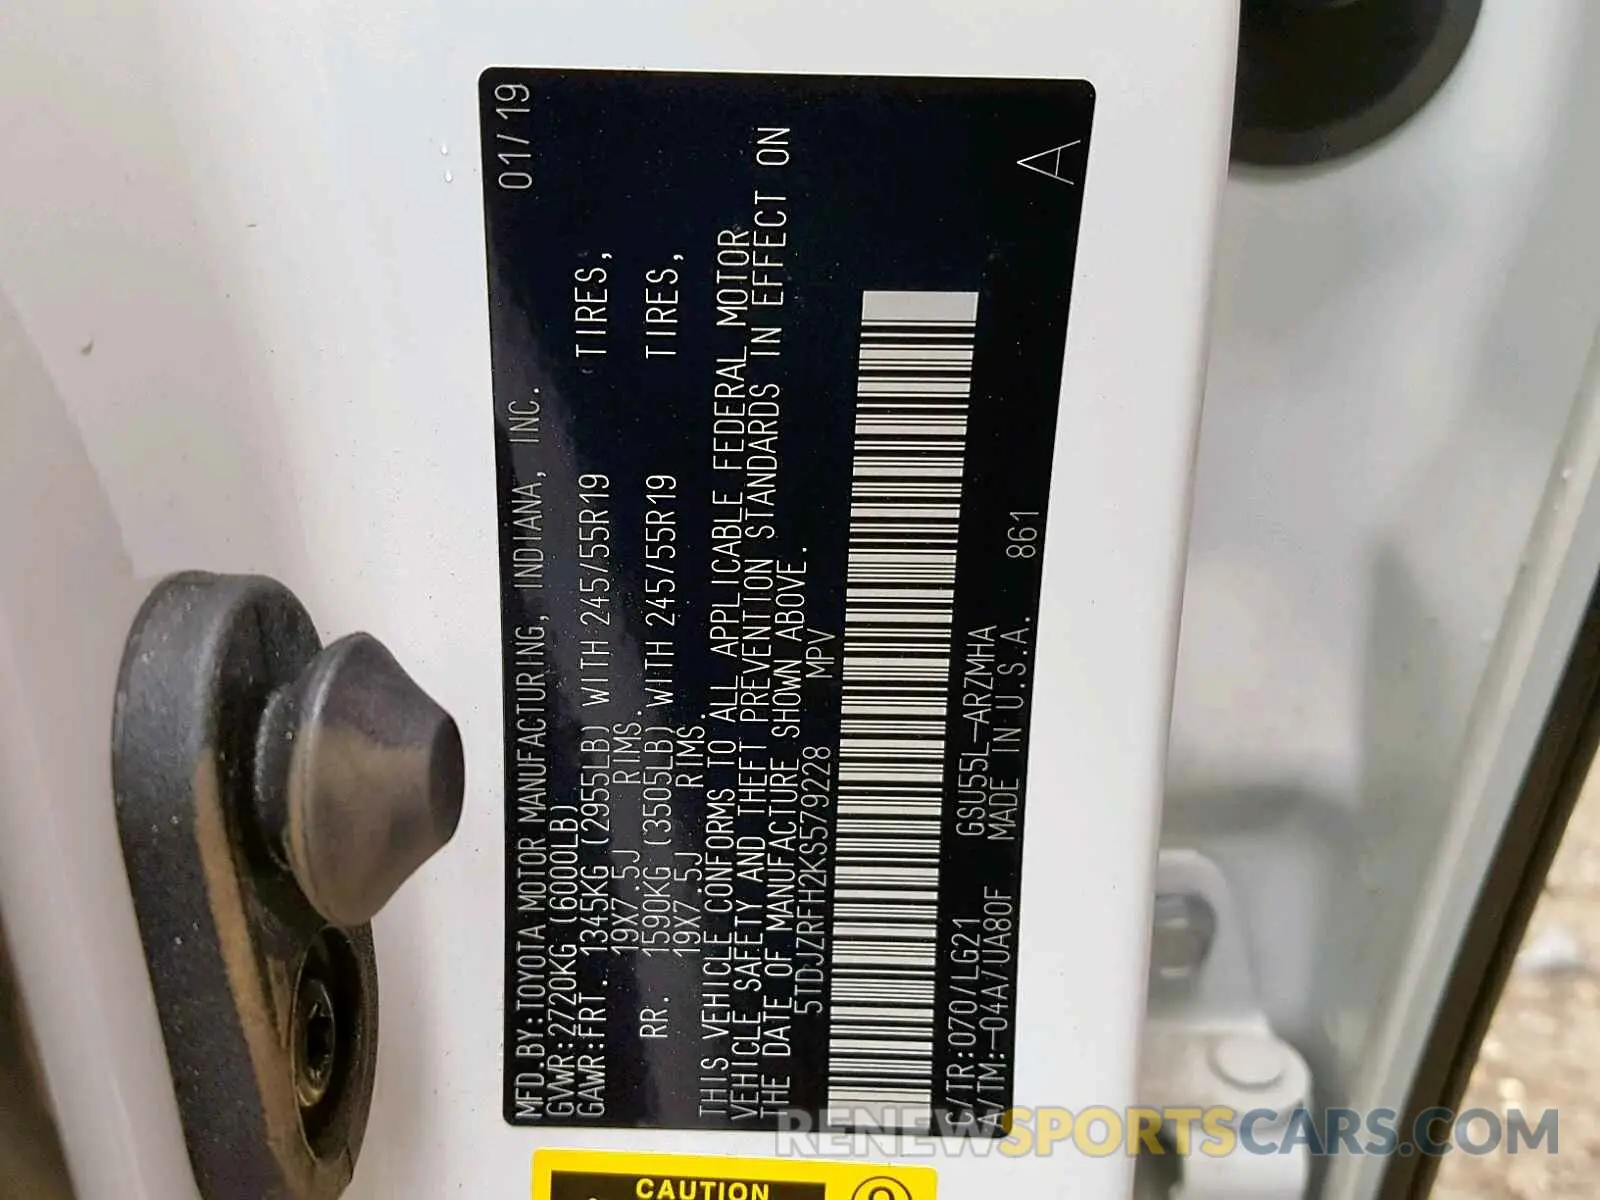 MFD.BY:TOYOTA MOTOR MANUFACTURING, INDIANA, INC. 01/19
GVWR:2720KG (6000LB)
GAWR:FRT. 1345KG (2955LB) WITH 245/55R19 TIRES,
19X7.5J RIMS.
RR. 1590KG (3505LB) WITH 245/55R19 TIRES,
19X7.5J RIMS.
THIS VEHICLE CONFORMS TO ALL APPLICABLE FEDERAL MOTOR
VEHICLE SAFETY AND THEFT PREVENTION STANDARDS IN EFFECT ON
THE DATE OF MANUFACTURE SHOWN ABOVE.
5TDJZRFH2KS579228 MPV
C/TR:070/LG21 GSU55L-ARZMHA
A/TM:-04A/UA80F MADE IN U.S.A. 861
A
CAUTION
RENEWSPORTSCARS.COM